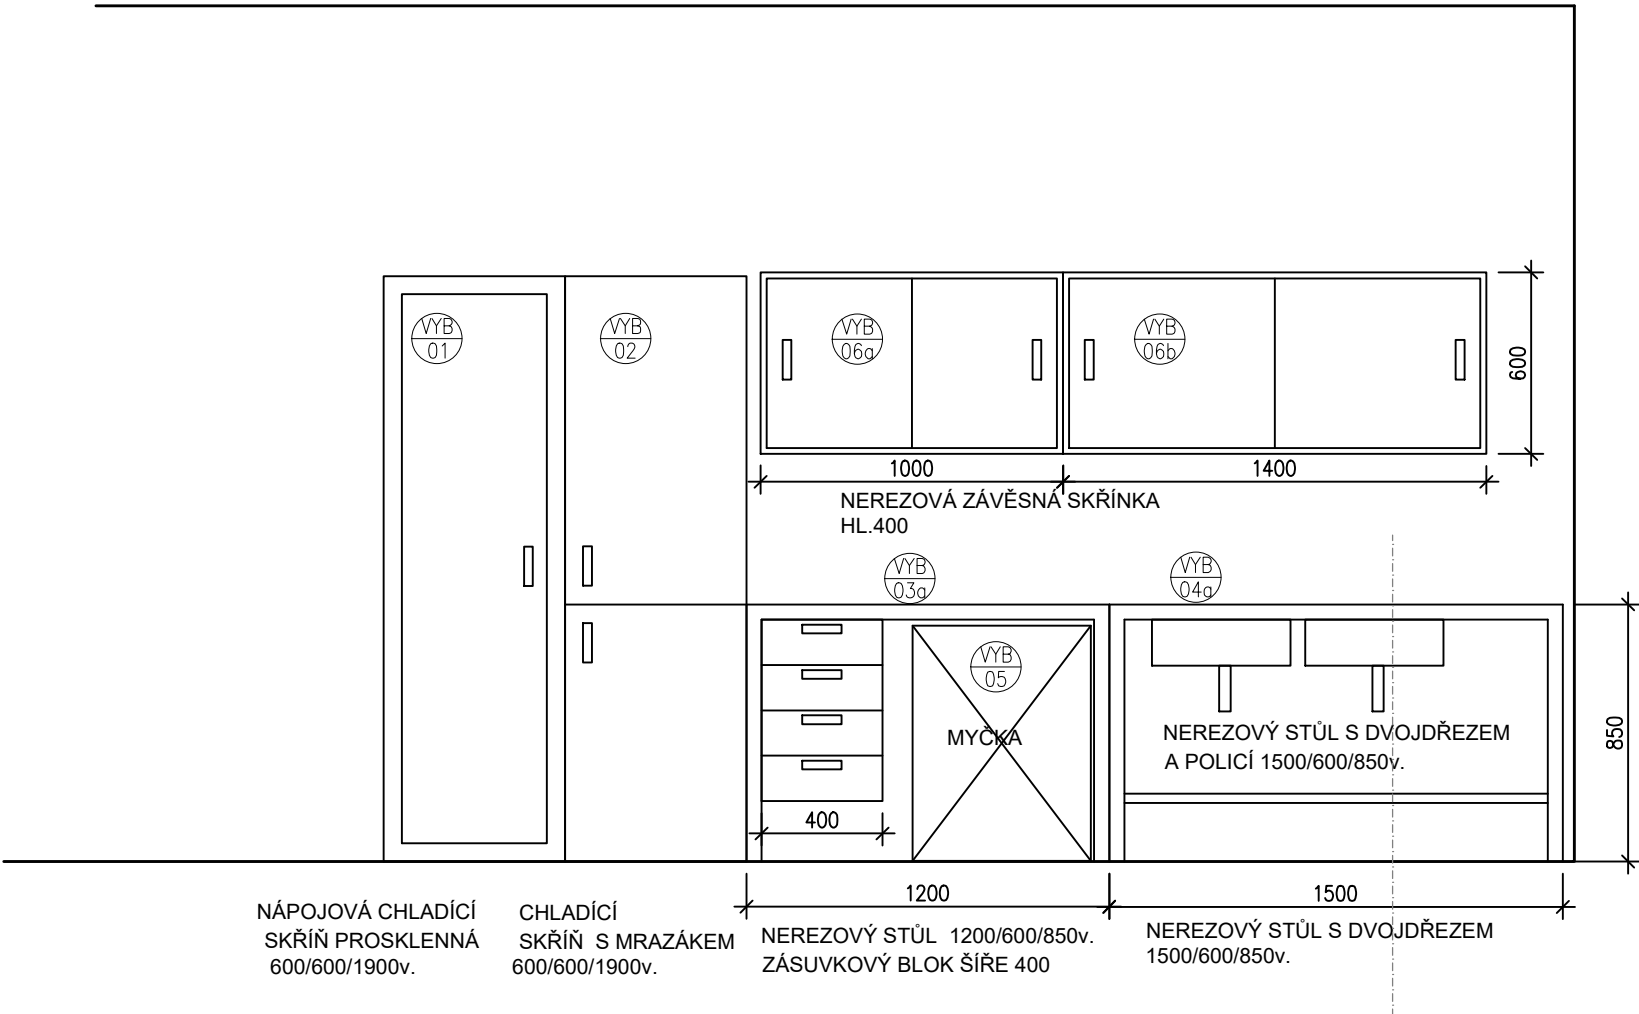 VYB
01
VYB
02
VYB
06a
VYB
06b
600
1000
1400
NEREZOVÁ ZÁVĚSNÁ SKŘÍNKA
HL.400
VYB
03a
VYB
04a
VYB
05
MYČKA
NEREZOVÝ STŮL S DVOJDŘEZEM
A POLICÍ 1500/600/850v.
850
400
1200
1500
NÁPOJOVÁ CHLADÍCÍ
SKŘÍŇ PROSKLENNÁ
600/600/1900v.
CHLADÍCÍ
SKŘÍŇ S MRAZÁKEM
600/600/1900v.
NEREZOVÝ STŮL 1200/600/850v.
ZÁSUVKOVÝ BLOK ŠÍŘE 400
NEREZOVÝ STŮL S DVOJDŘEZEM
1500/600/850v.